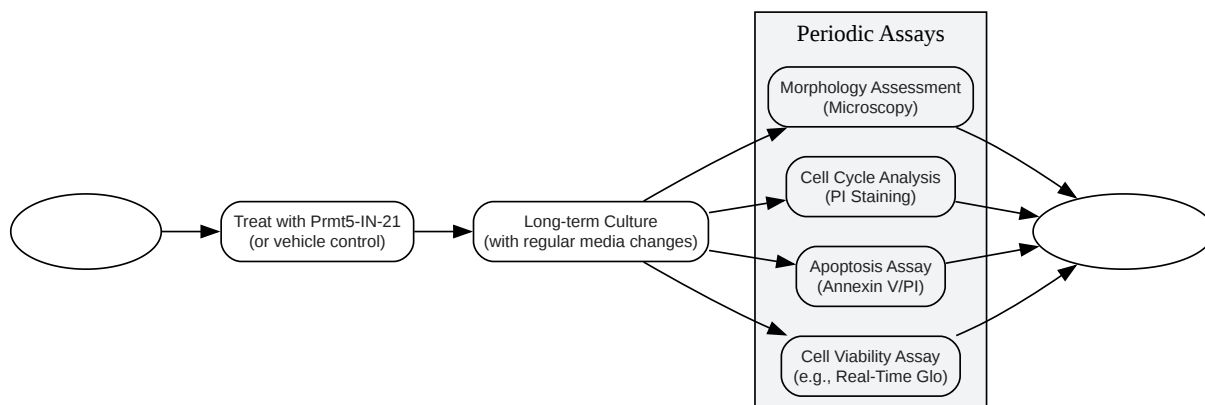 Periodic Assays
Morphology Assessment
(Microscopy)
Cell Cycle Analysis
(PI Staining)
Treat with Prmt5-IN-21
(or vehicle control)
Long-term Culture
(with regular media changes)
Apoptosis Assay
(Annexin V/PI)
Cell Viability Assay
(e.g., Real-Time Glo)